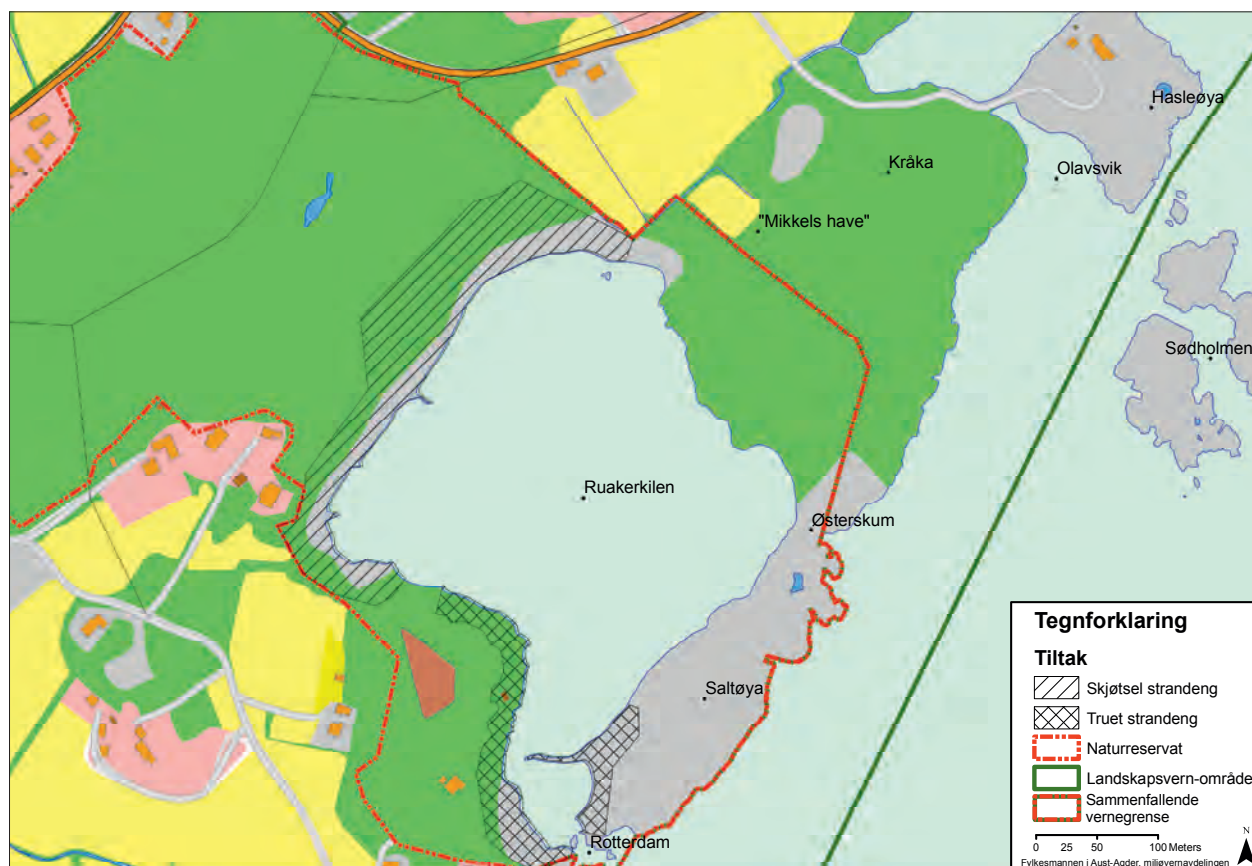 Hasleøya
Kråka
Olavsvik
"Mikkels have"
Sødholmen
Ruakerkilen
Østerskum
Saltøya
Rotterdam
Tegnforklaring
Tiltak
Skjøtsel strandeng
Truet strandeng
Naturreservat
Landskapsvern-område
Sammenfallende
vernegrense
N
0 25 50 100 Meters
Fylkesmannen i Aust-Agder, miljøvernavdelingen